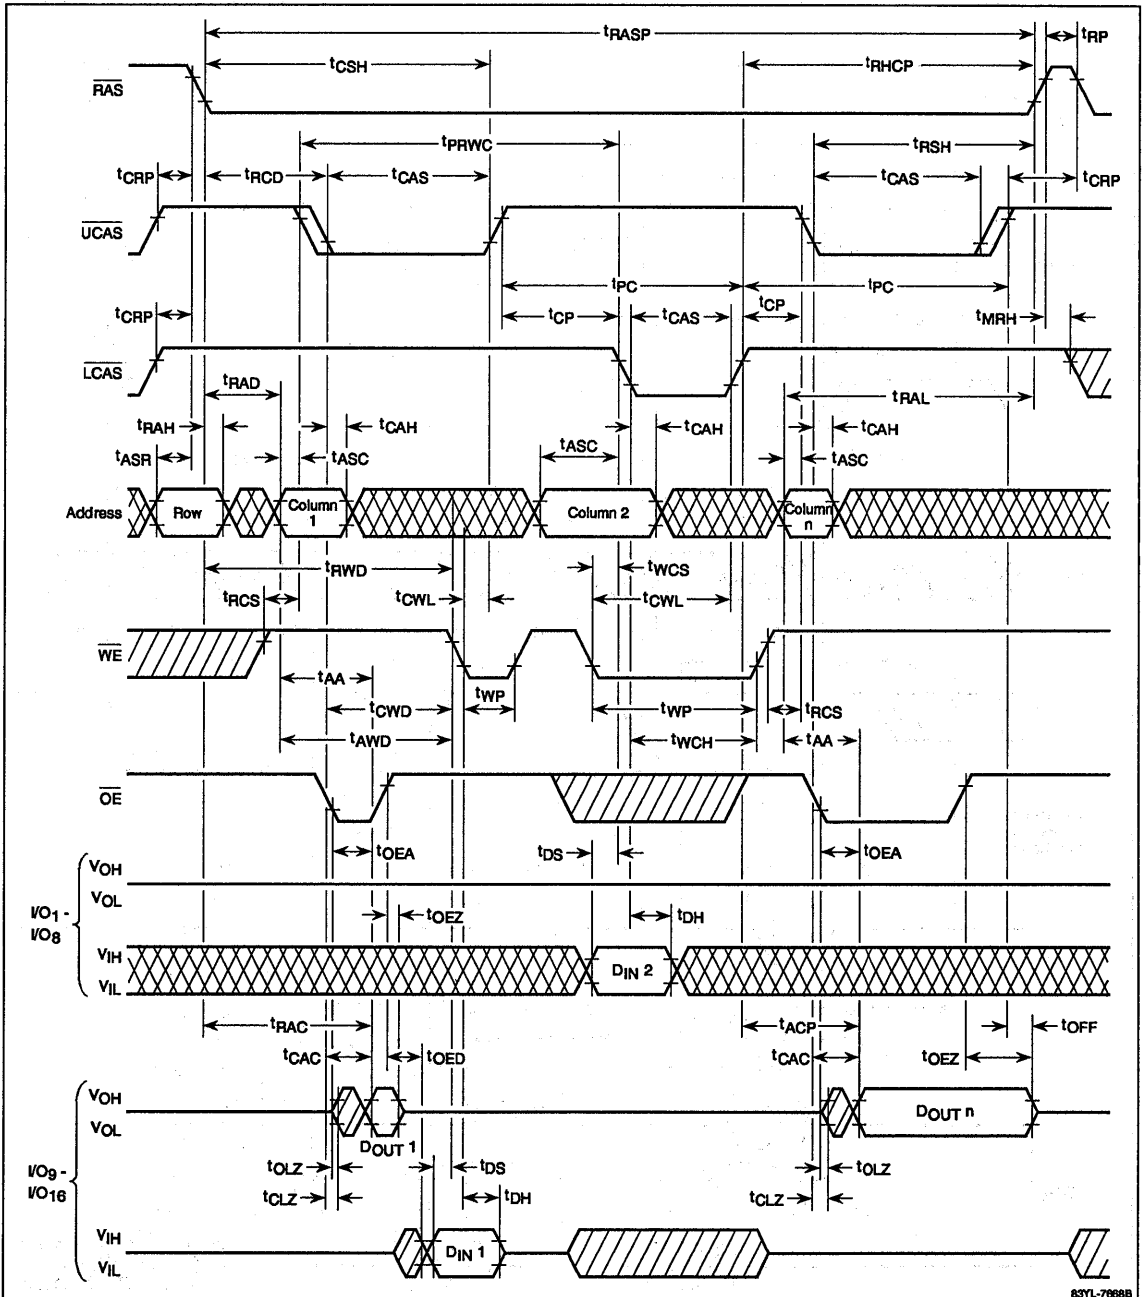 tRASP tRP
tCSH tRHCP
RAS
tPRWC tRSH
tCRP tRCD tCAS tCAS tCRP
UCAS
tPC tPC
tCRP tCP tCAS tCP tMRH
LCAS
tRAD tRAL
tRAH tCAH tCAH tCAH
tASR tASC tASC tASC
Address Row Column 1 Column 2 Column n
tRWD tWCS
tRCS tCWL tCWL
WE
tAA tWP tWP tRCS
tCWD
tAWD tWCH tAA
OE
tOEA tDS tOEA
VOH
VOL
I/O1 - I/O8
tOEZ tDH
VIH
DIN 2
VIL
tRAC tACP tOFF
tCAC tOED tCAC tOEZ
VOH
DOUT n
VOL
DOUT 1
I/O9 - I/O16
tOLZ tDS tOLZ
tCLZ tDH tCLZ
VIH
DIN 1
VIL
83YL-7668B